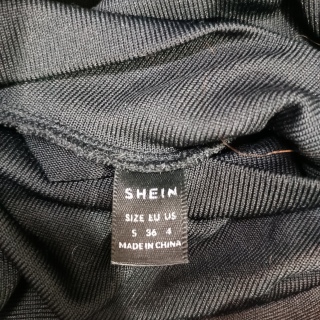 SHEIN
SIZE EU US
S 36 4
MADE IN CHINA